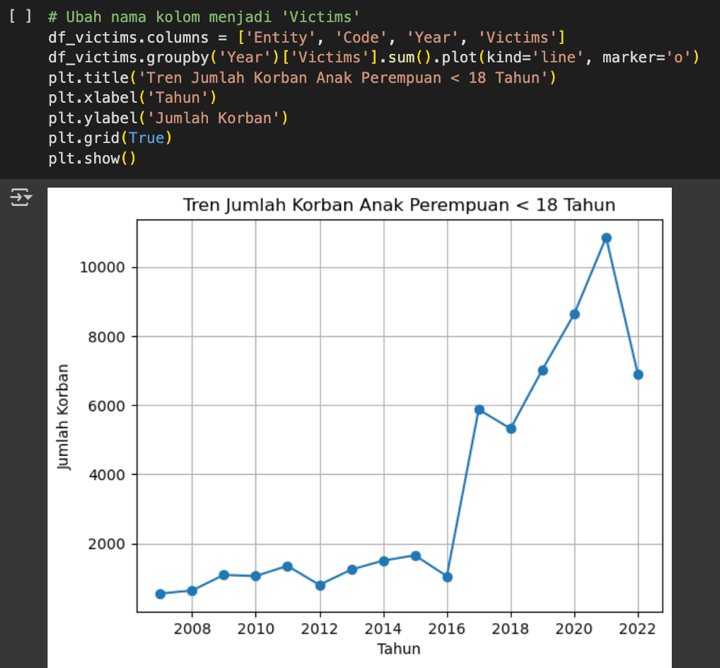 [ ] # Ubah nama kolom menjadi 'Victims'
df_victims.columns = ['Entity', 'Code', 'Year', 'Victims']
df_victims.groupby('Year')['Victims'].sum().plot(kind='line', marker='o')
plt.title('Tren Jumlah Korban Anak Perempuan < 18 Tahun')
plt.xlabel('Tahun')
plt.ylabel('Jumlah Korban')
plt.grid(True)
plt.show()
Tren Jumlah Korban Anak Perempuan < 18 Tahun
10000
8000
6000
4000
2000
Jumlah Korban
2008 2010 2012 2014 2016 2018 2020 2022
Tahun